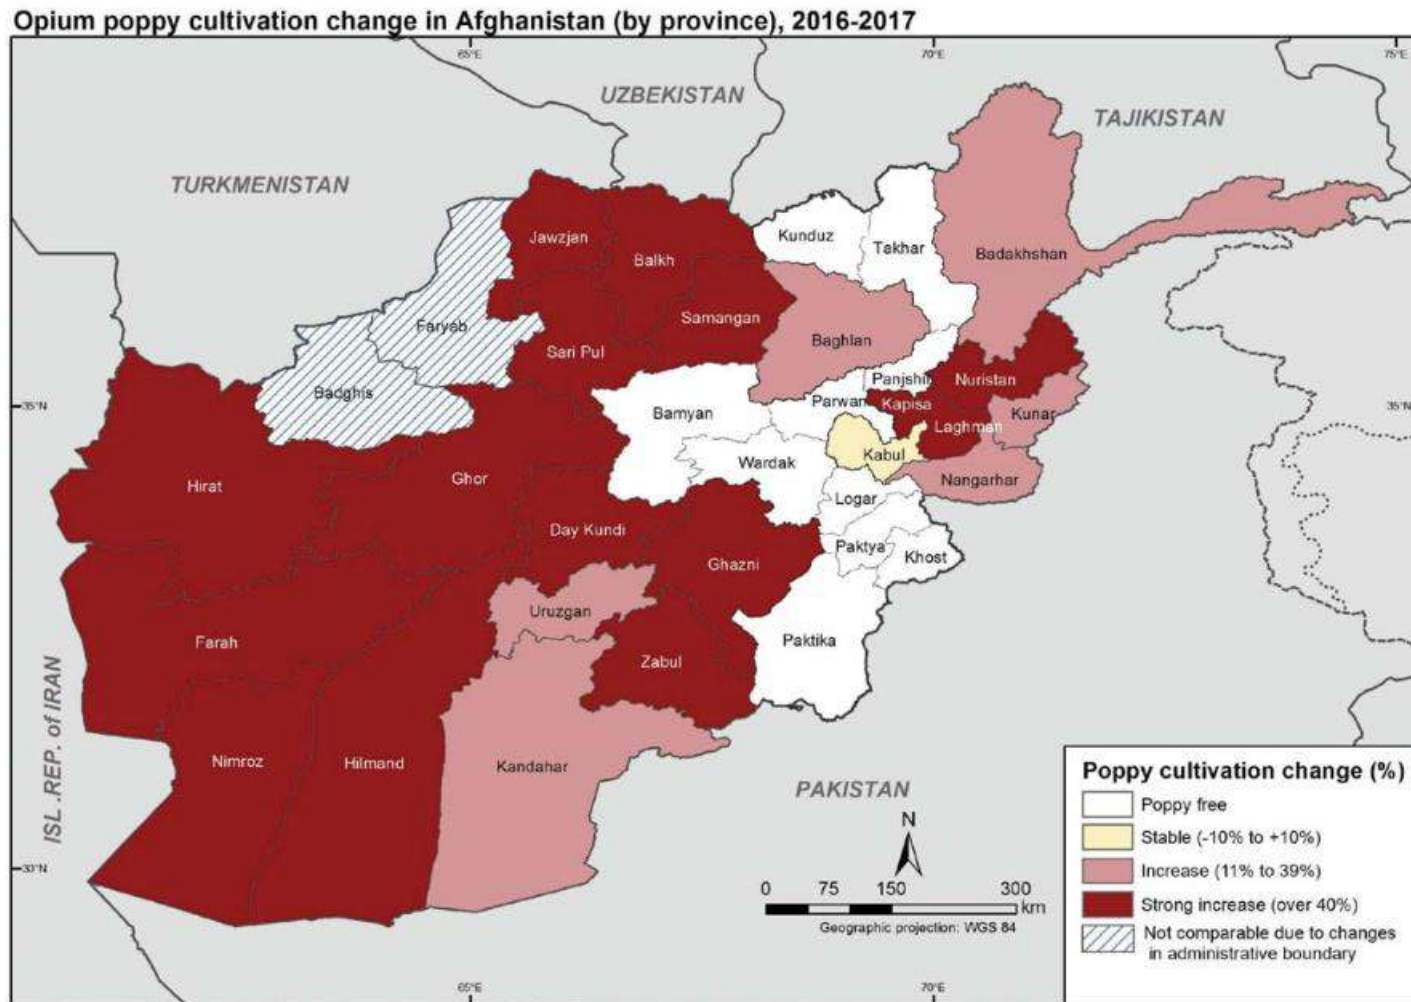 Opium poppy cultivation change in Afghanistan (by province), 2016-2017
65°E
70°E
75°E
UZBEKISTAN
TAJIKISTAN
TURKMENISTAN
Kunduz
Takhar
Jawzjan
Badakhshan
Balkh
Samangan
Faryab
Baghlan
Sari Pul
Panjshir
Nuristan
Badghis
Parwan
Kapisa
35°N
35°N
Bamyan
Kunar
Laghman
Kabul
Wardak
Ghor
Nangarhar
Hirat
Logar
Day Kundi
Paktya
Khost
Ghazni
Uruzgan
Farah
Paktika
Zabul
ISL .REP. of IRAN
Nimroz
Hilmand
Kandahar
PAKISTAN
N
0 75 150 300
km
Geographic projection: WGS 84
30°N
Poppy cultivation change (%)
Poppy free
Stable (-10% to +10%)
Increase (11% to 39%)
Strong increase (over 40%)
Not comparable due to changes
in administrative boundary
65°E
70°E